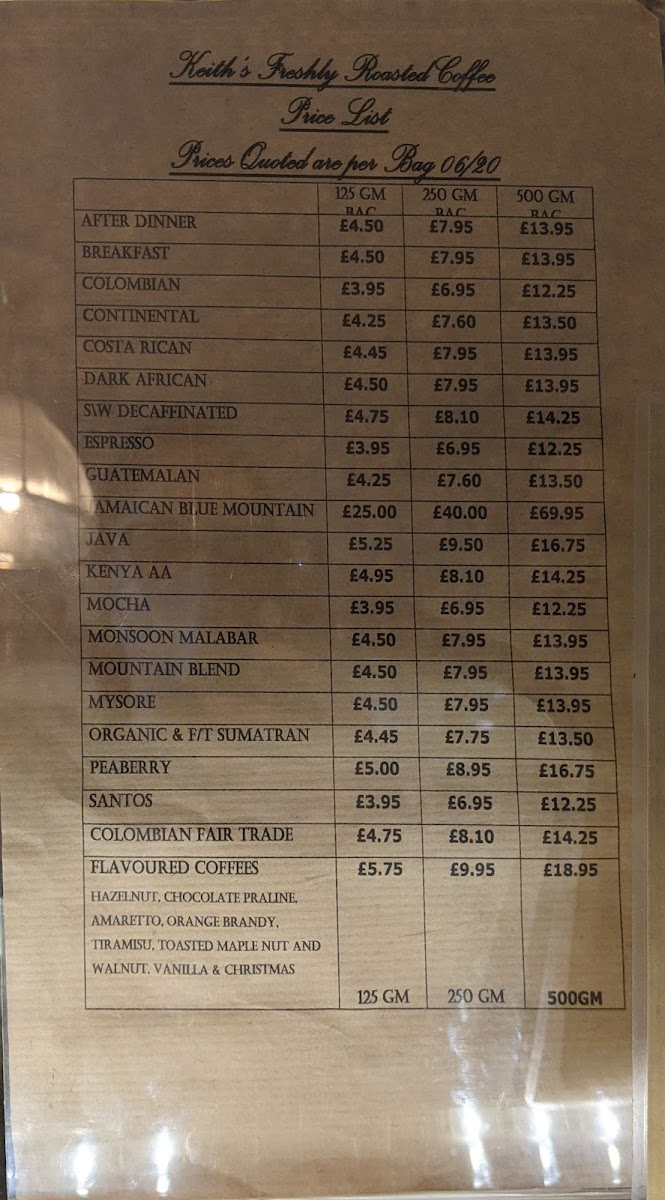 Keith's Freshly Roasted Coffee
Price List
Prices Quoted are per Bag 06/20
125 GM BAG 250 GM BAG 500 GM BAG
AFTER DINNER £4.50 £7.95 £13.95
BREAKFAST £4.50 £7.95 £13.95
COLOMBIAN £3.95 £6.95 £12.25
CONTINENTAL £4.25 £7.60 £13.50
COSTA RICAN £4.45 £7.95 £13.95
DARK AFRICAN £4.50 £7.95 £13.95
S\W DECAFFINATED £4.75 £8.10 £14.25
ESPRESSO £3.95 £6.95 £12.25
GUATEMALAN £4.25 £7.60 £13.50
JAMAICAN BLUE MOUNTAIN £25.00 £40.00 £69.95
JAVA £5.25 £9.50 £16.75
KENYA AA £4.95 £8.10 £14.25
MOCHA £3.95 £6.95 £12.25
MONSOON MALABAR £4.50 £7.95 £13.95
MOUNTAIN BLEND £4.50 £7.95 £13.95
MYSORE £4.50 £7.95 £13.95
ORGANIC & F/T SUMATRAN £4.45 £7.75 £13.50
PEABERRY £5.00 £8.95 £16.75
SANTOS £3.95 £6.95 £12.25
COLOMBIAN FAIR TRADE £4.75 £8.10 £14.25
FLAVOURED COFFEES £5.75 £9.95 £18.95
HAZELNUT, CHOCOLATE PRALINE,
AMARETTO, ORANGE BRANDY,
TIRAMISU, TOASTED MAPLE NUT AND
WALNUT, VANILLA & CHRISTMAS
125 GM 250 GM 500GM